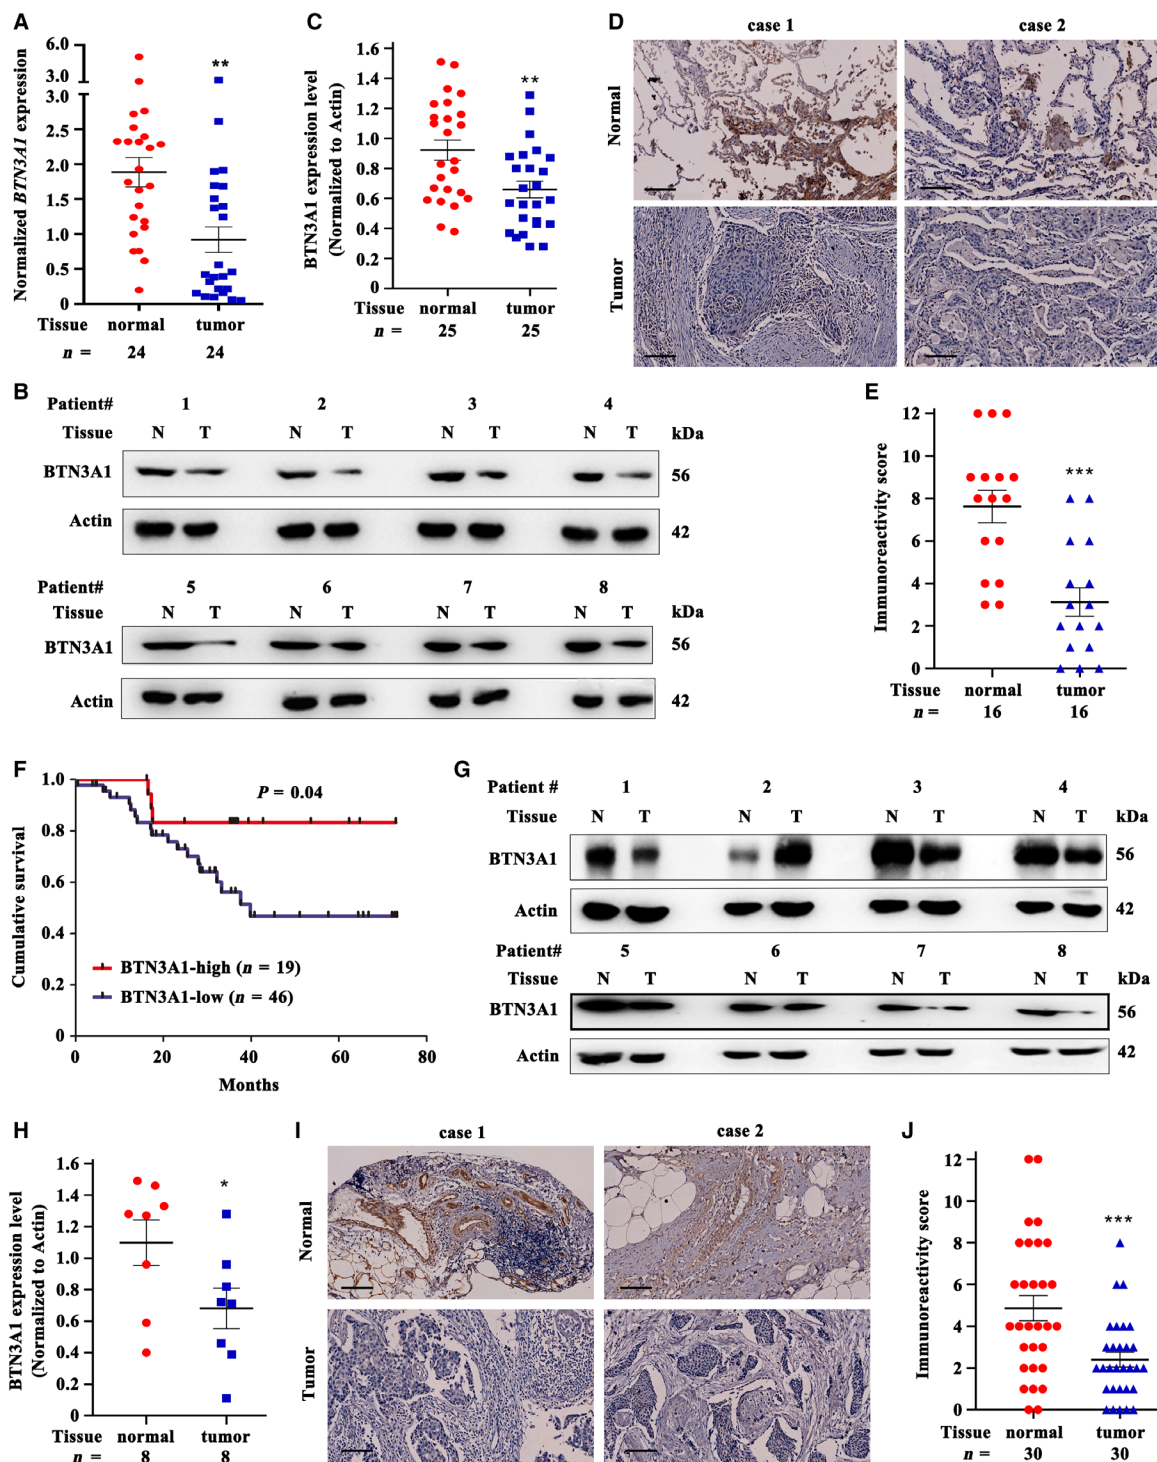 A
Normalized BTN3A1 expression
6.0
3.0
3.0
2.5
2.0
1.5
1.0
0.5
0
**
Tissue normal tumor
n = 24 24
C
BTN3A1 expression level
(Normalized to Actin)
1.6
1.4
1.2
1.0
0.8
0.6
0.4
0.2
0
**
Tissue normal tumor
n = 25 25
D
case 1 case 2
Normal
Tumor
B
Patient# 1 2 3 4
Tissue N T N T N T N T kDa
BTN3A1 56
Actin 42
Patient# 5 6 7 8
Tissue N T N T N T N T kDa
BTN3A1 56
Actin 42
E
Immunoreactivity score
12
10
8
6
4
2
0
***
Tissue normal tumor
n = 16 16
F
Cumulative survival
1.0
0.8
0.6
0.4
0.2
0
P = 0.04
BTN3A1-high (n = 19)
BTN3A1-low (n = 46)
0 20 40 60 80
Months
G
Patient # 1 2 3 4
Tissue N T N T N T N T kDa
BTN3A1 56
Actin 42
Patient# 5 6 7 8
Tissue N T N T N T N T kDa
BTN3A1 56
Actin 42
H
BTN3A1 expression level
(Normalized to Actin)
1.6
1.4
1.2
1.0
0.8
0.6
0.4
0.2
0
*
Tissue normal tumor
n = 8 8
I
case 1 case 2
Normal
Tumor
J
Immunoreactivity score
12
10
8
6
4
2
0
***
Tissue normal tumor
n = 30 30